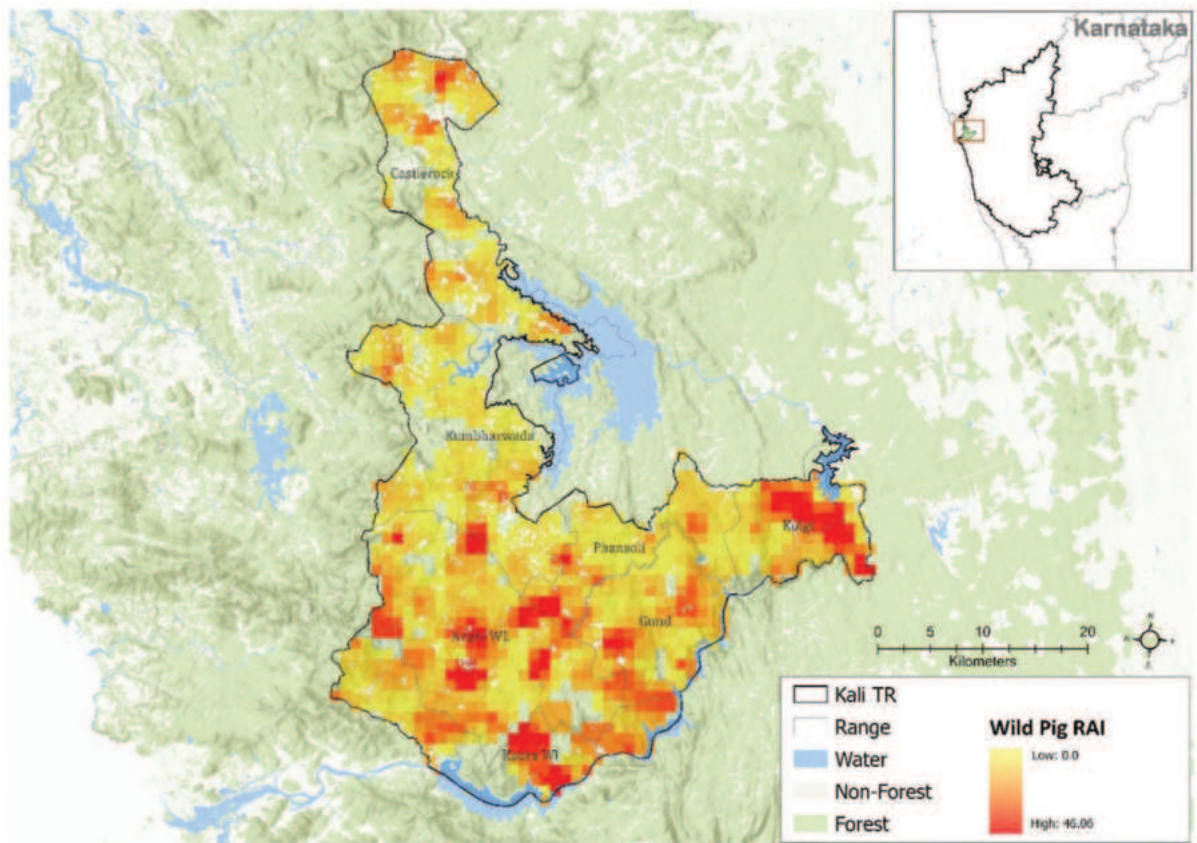 Karnataka
Castlerock
Kumbharwada
Kulgi
Phansoli
Gund
0 5 10 20
Kilometers
Kali TR
Range
Water
Non-Forest
Forest
Wild Pig RAI
Low: 0.0
High: 46.06